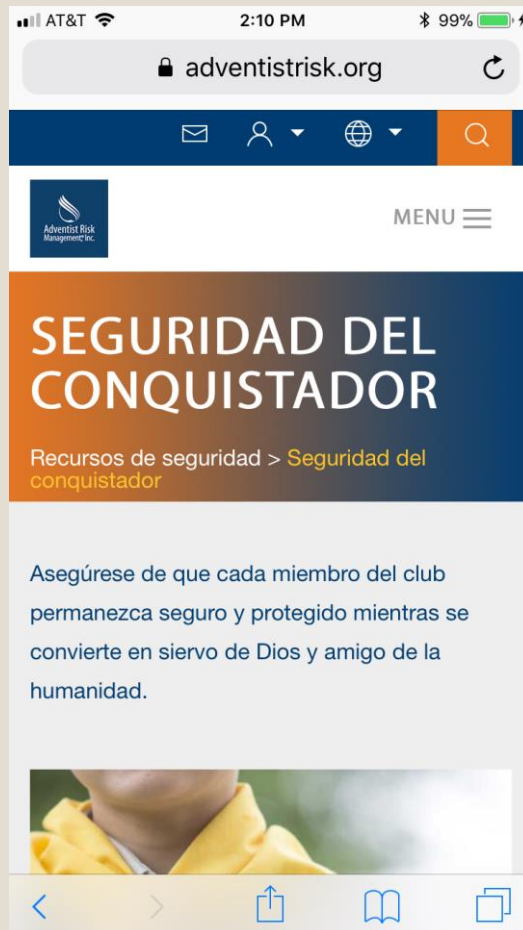 AT&T 2:10 PM 99%
adventistrisk.org
Adventist Risk
Management, Inc.
MENU
SEGURIDAD DEL
CONQUISTADOR
Recursos de seguridad > Seguridad del
conquistador
Asegúrese de que cada miembro del club
permanezca seguro y protegido mientras se
convierte en siervo de Dios y amigo de la
humanidad.